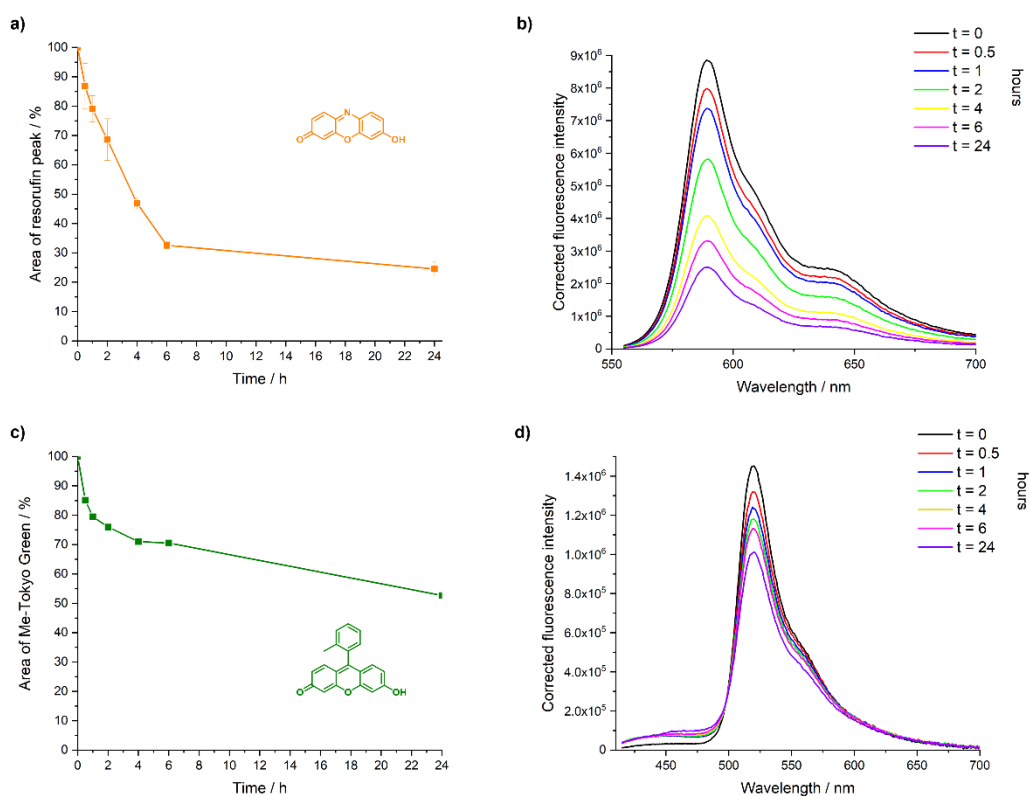 a)
Area of resorufin peak / %
100
90
80
70
60
50
40
30
20
10
0
0 2 4 6 8 10 12 14 16 18 20 22 24
Time / h
N
O O OH
b)
Corrected fluorescence intensity
9x10⁶
8x10⁶
7x10⁶
6x10⁶
5x10⁶
4x10⁶
3x10⁶
2x10⁶
1x10⁶
0
550 600 650 700
Wavelength / nm
t = 0
t = 0.5
t = 1
t = 2
t = 4
t = 6
t = 24
hours
c)
Area of Me-Tokyo Green / %
100
90
80
70
60
50
40
30
20
10
0
0 2 4 6 8 10 12 14 16 18 20 22 24
Time / h
O O OH
d)
Corrected fluorescence intensity
1.4x10⁶
1.2x10⁶
1.0x10⁶
8.0x10⁵
6.0x10⁵
4.0x10⁵
2.0x10⁵
0.0
450 500 550 600 650 700
Wavelength / nm
t = 0
t = 0.5
t = 1
t = 2
t = 4
t = 6
t = 24
hours